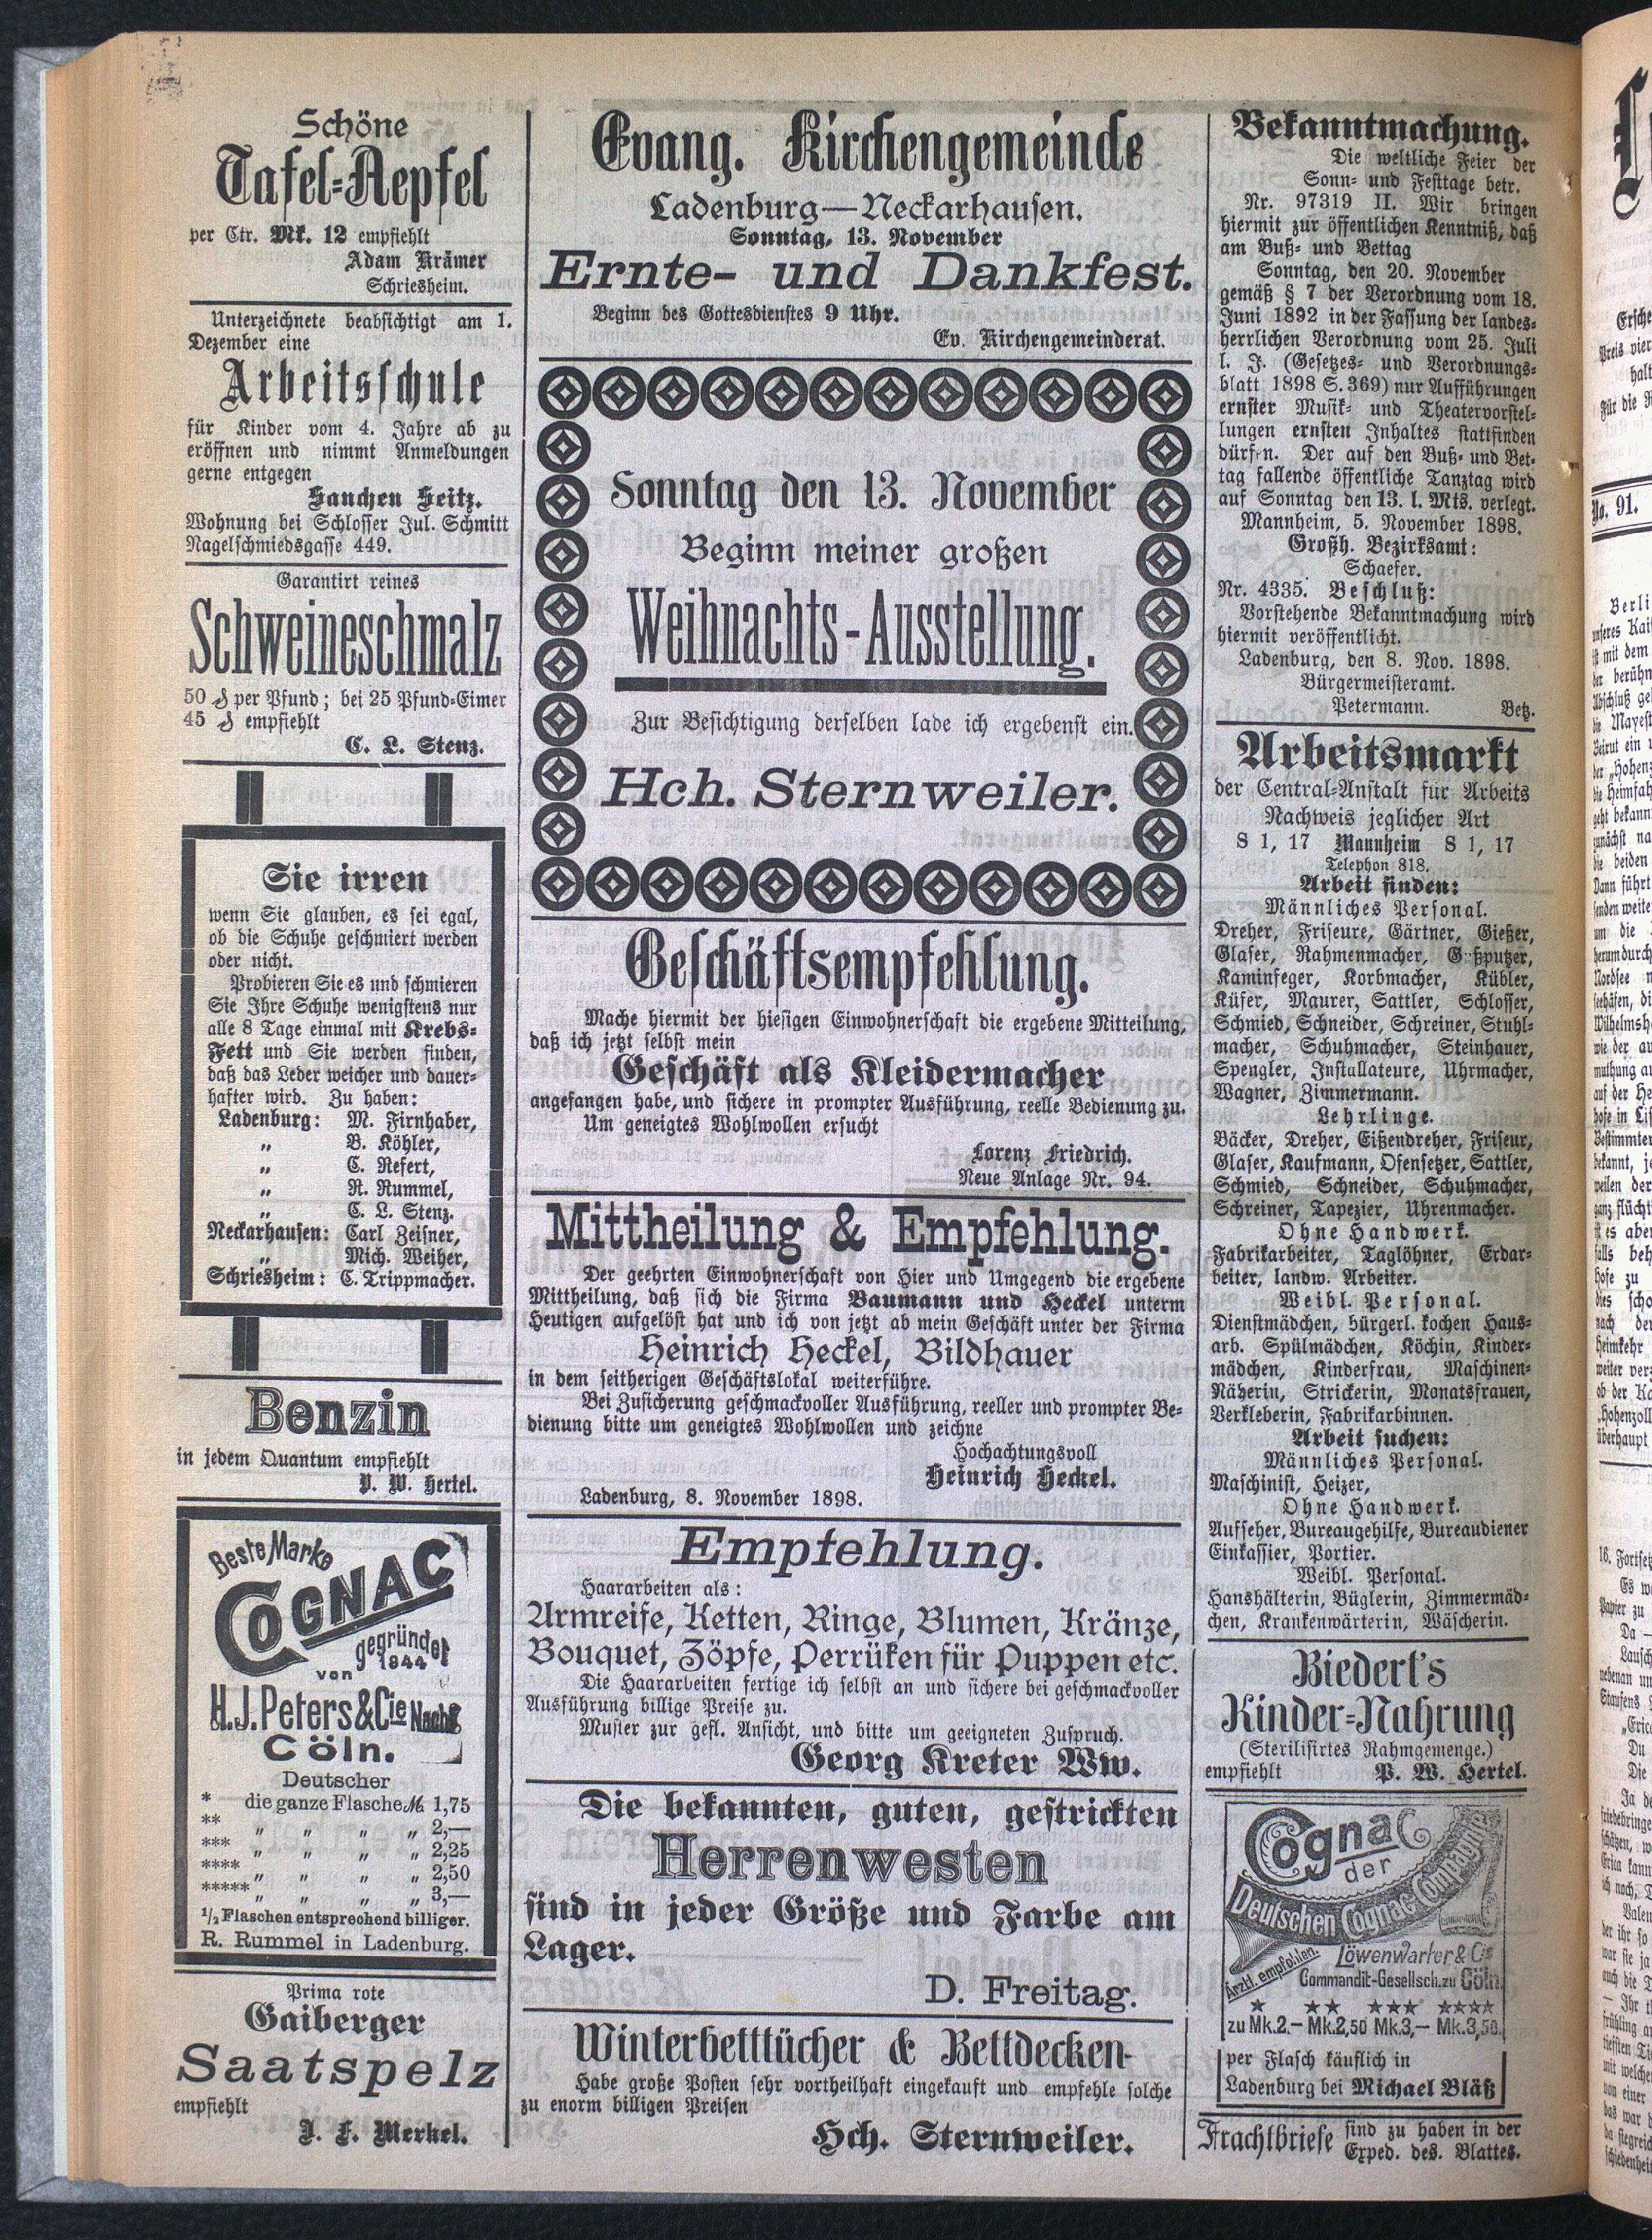 Schöne
Tafel-Aepfel
per Ctr. Mk. 12 empfiehlt
Adam Krämer
Schriesheim.
Unterzeichnete beabsichtigt am 1.
Dezember eine
Arbeitsschule
für Kinder vom 4. Jahre ab zu
eröffnen und nimmt Anmeldungen
gerne entgegen
Hanchen Heitz.
Wohnung bei Schlosser Jul. Schmitt
Nagelschmiedsgasse 449.
Garantirt reines
Schweineschmalz
50 ₰ per Pfund; bei 25 Pfund-Eimer
45 ₰ empfiehlt
C. L. Stenz.
Sie irren
wenn Sie glauben, es sei egal,
ob die Schuhe geschmiert werden
oder nicht.
Probieren Sie es und schmieren
Sie Ihre Schuhe wenigstens nur
alle 8 Tage einmal mit Krebs-
Fett und Sie werden finden,
daß das Leder weicher und dauer-
hafter wird. Zu haben:
Ladenburg: M. Firnhaber,
„ B. Köhler,
„ C. Refert,
„ R. Rummel,
„ C. L. Stenz.
Neckarhausen: Carl Zeisner,
„ Mich. Weiher,
Schriesheim: C. Trippmacher.
Benzin
in jedem Quantum empfiehlt
P. W. Hertel.
Beste Marke
COGNAC
gegründet
von 1844
H. J. Peters & Cie Nachf.
Cöln.
Deutscher
* die ganze Flasche M. 1,75
** „ „ „ „ 2,—
*** „ „ „ „ 2,25
**** „ „ „ „ 2,50
***** „ „ „ „ 3,—
1/2 Flaschen entsprechend billiger.
R. Rummel in Ladenburg.
Prima rote
Gaiberger
Saatspelz
empfiehlt
J. F. Merkel.
Evang. Kirchengemeinde
Ladenburg—Neckarhausen.
Sonntag, 13. November
Ernte- und Dankfest.
Beginn des Gottesdienstes 9 Uhr.
Ev. Kirchengemeinderat.
Sonntag den 13. November
Beginn meiner großen
Weihnachts-Ausstellung.
Zur Besichtigung derselben lade ich ergebenst ein.
Hch. Sternweiler.
Geschäftsempfehlung.
Mache hiermit der hiesigen Einwohnerschaft die ergebene Mitteilung,
daß ich jetzt selbst mein
Geschäft als Kleidermacher
angefangen habe, und sichere in prompter Ausführung, reelle Bedienung zu.
Um geneigtes Wohlwollen ersucht
Lorenz Friedrich.
Neue Anlage Nr. 94.
Mittheilung & Empfehlung.
Der geehrten Einwohnerschaft von Hier und Umgegend die ergebene
Mittheilung, daß sich die Firma Baumann und Heckel unterm
Heutigen aufgelöst hat und ich von jetzt ab mein Geschäft unter der Firma
Heinrich Heckel, Bildhauer
in dem seitherigen Geschäftslokal weiterführe.
Bei Zusicherung geschmackvoller Ausführung, reeller und prompter Be-
dienung bitte um geneigtes Wohlwollen und zeichne
Hochachtungsvoll
Heinrich Heckel.
Ladenburg, 8. November 1898.
Empfehlung.
Haararbeiten als:
Armreife, Ketten, Ringe, Blumen, Kränze,
Bouquet, Zöpfe, Perrüken für Puppen etc.
Die Haararbeiten fertige ich selbst an und sichere bei geschmackvoller
Ausführung billige Preise zu.
Muster zur gefl. Ansicht, und bitte um geeigneten Zuspruch.
Georg Kreter Ww.
Die bekannten, guten, gestrickten
Herrenwesten
sind in jeder Größe und Farbe am
Lager.
D. Freitag.
Winterbetttücher & Bettdecken-
Habe große Posten sehr vortheilhaft eingekauft und empfehle solche
zu enorm billigen Preisen
Hch. Sternweiler.
Bekanntmachung.
Die weltliche Feier der
Sonn- und Festtage betr.
Nr. 97319 II. Wir bringen
hiermit zur öffentlichen Kenntniß, daß
am Buß- und Bettag
Sonntag, den 20. November
gemäß § 7 der Verordnung vom 18.
Juni 1892 in der Fassung der landes-
herrlichen Verordnung vom 25. Juli
l. J. (Gesetzes- und Verordnungs-
blatt 1898 S. 369) nur Aufführungen
ernster Musik- und Theatervorstel-
lungen ernsten Inhaltes stattfinden
dürfen. Der auf den Buß- und Bet-
tag fallende öffentliche Tanztag wird
auf Sonntag den 13. l. Mts. verlegt.
Mannheim, 5. November 1898.
Großh. Bezirksamt:
Schaefer.
Nr. 4335. Beschluß:
Vorstehende Bekanntmachung wird
hiermit veröffentlicht.
Ladenburg, den 8. Nov. 1898.
Bürgermeisteramt.
Petermann. Betz.
Arbeitsmarkt
der Central-Anstalt für Arbeits
Nachweis jeglicher Art
S 1, 17 Mannheim S 1, 17
Telephon 818.
Arbeit finden:
Männliches Personal.
Dreher, Friseure, Gärtner, Gießer,
Glaser, Rahmenmacher, Gußputzer,
Kaminfeger, Korbmacher, Kübler,
Küfer, Maurer, Sattler, Schlosser,
Schmied, Schneider, Schreiner, Stuhl-
macher, Schuhmacher, Steinhauer,
Spengler, Installateure, Uhrmacher,
Wagner, Zimmermann.
Lehrlinge.
Bäcker, Dreher, Eißendreher, Friseur,
Glaser, Kaufmann, Ofensetzer, Sattler,
Schmied, Schneider, Schuhmacher,
Schreiner, Tapezier, Uhrenmacher.
Ohne Handwerk.
Fabrikarbeiter, Taglöhner, Erdar-
beiter, landw. Arbeiter.
Weibl. Personal.
Dienstmädchen, bürgerl. kochen Haus-
arb. Spülmädchen, Köchin, Kinder-
mädchen, Kinderfrau, Maschinen-
Näherin, Strickerin, Monatsfrauen,
Verkleberin, Fabrikarbinnen.
Arbeit suchen:
Männliches Personal.
Maschinist, Heizer,
Ohne Handwerk.
Aufseher, Bureaugehilfe, Bureaudiener
Einkassier, Portier.
Weibl. Personal.
Hanshälterin, Büglerin, Zimmermäd-
chen, Krankenwärterin, Wäscherin.
Biedert's
Kinder-Nahrung
(Sterilisirtes Rahmgemenge.)
empfiehlt P. W. Hertel.
Cognac
der
Deutschen Cognac Compagnie
Ärztl. empfohlen.
Löwenwarter & Cie
Commandit-Gesellsch. zu Cöln
★ ★★ ★★★ ★★★★
zu Mk. 2.— Mk. 2,50 Mk. 3,— Mk. 3,50.
per Flasch käuflich in
Ladenburg bei Michael Bläß
Frachtbriefe sind zu haben in der
Exped. des. Blattes.
No. 91.